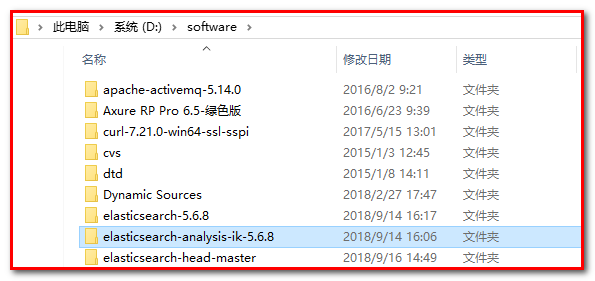 此电脑 › 系统 (D:) › software
名称 修改日期 类型
apache-activemq-5.14.0 2016/8/2 9:21 文件夹
Axure RP Pro 6.5-绿色版 2016/6/23 9:39 文件夹
curl-7.21.0-win64-ssl-sspi 2017/5/15 13:01 文件夹
cvs 2015/1/3 12:45 文件夹
dtd 2015/1/8 14:11 文件夹
Dynamic Sources 2018/2/27 17:47 文件夹
elasticsearch-5.6.8 2018/9/14 16:17 文件夹
elasticsearch-analysis-ik-5.6.8 2018/9/14 16:06 文件夹
elasticsearch-head-master 2018/9/16 14:49 文件夹